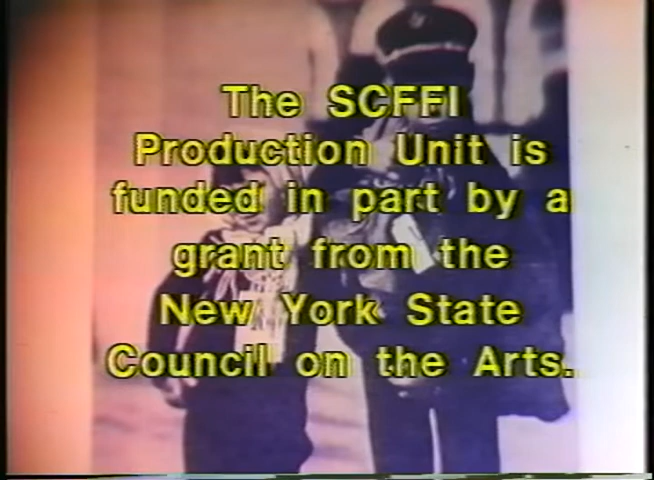 The SCFFI
Production Unit is
funded in part by a
grant from the
New York State
Council on the Arts.